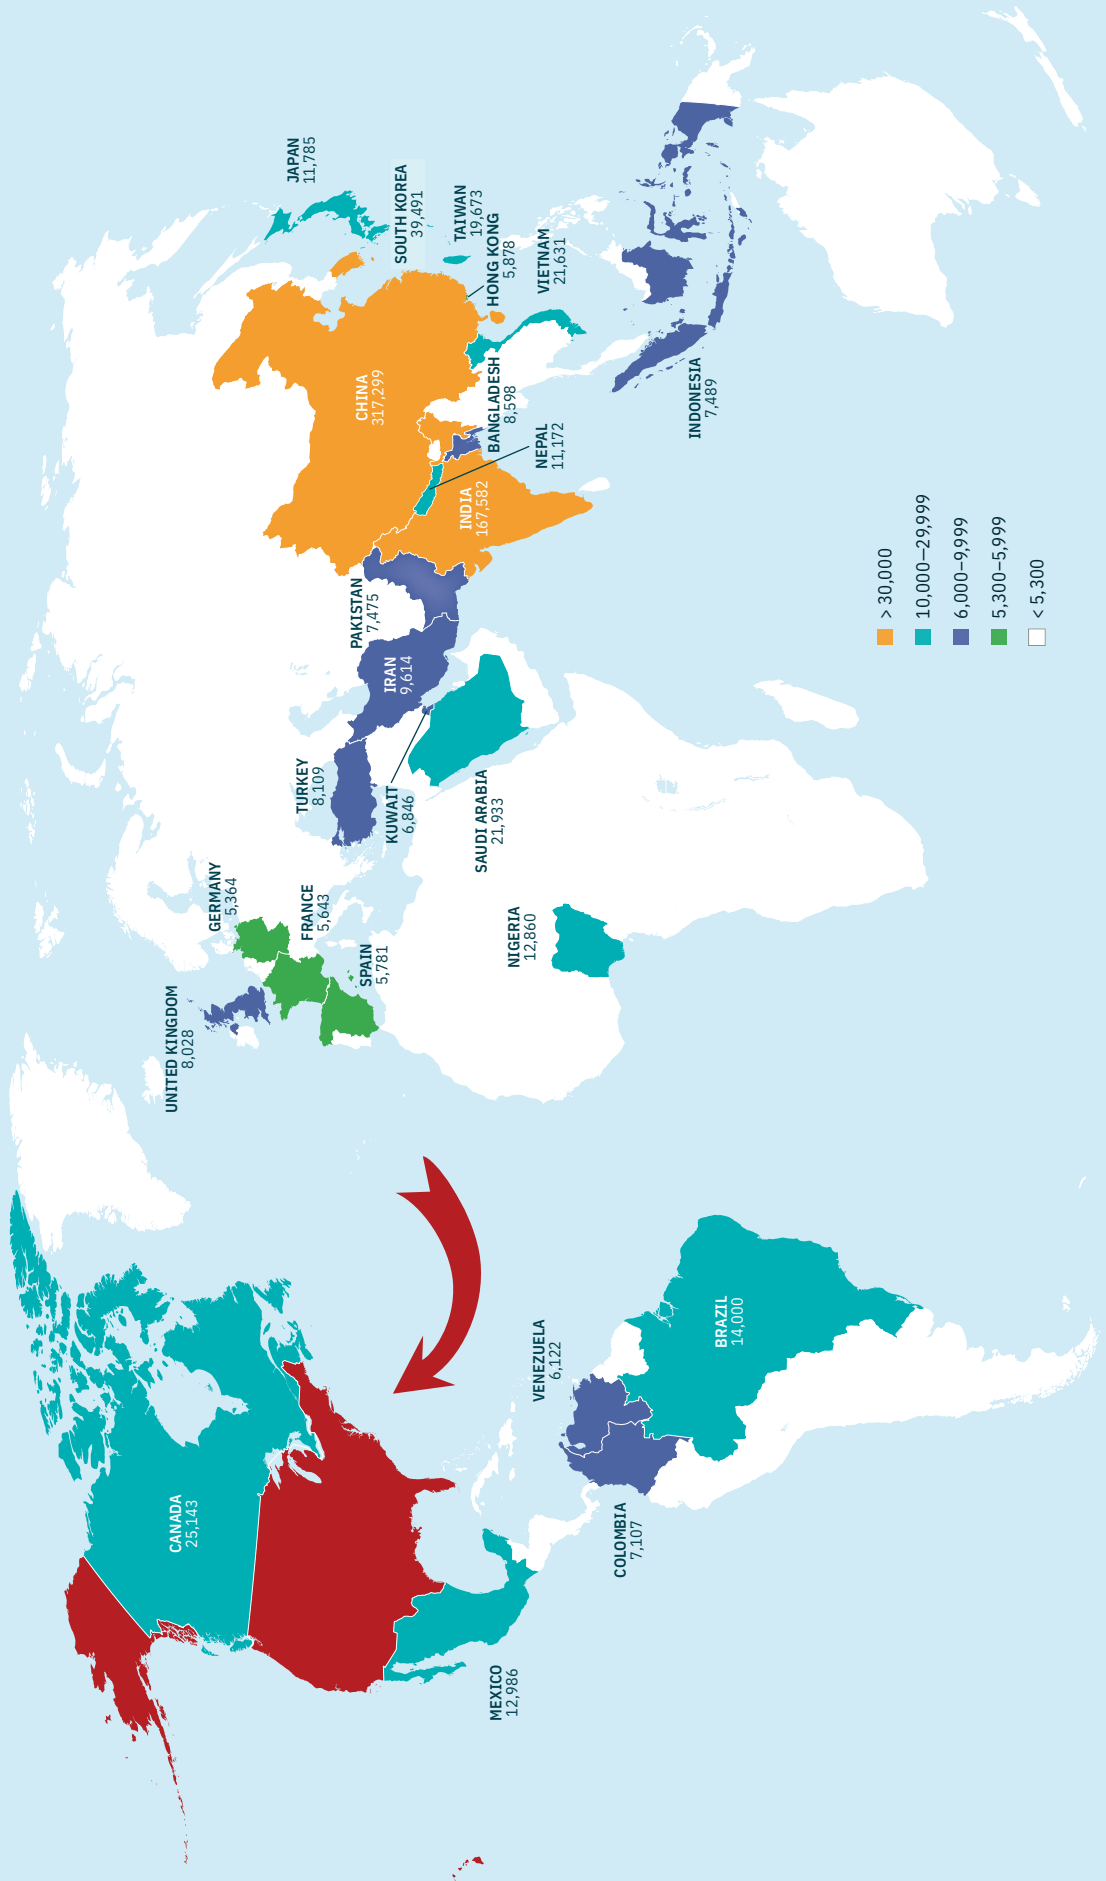 CANADA
25,143
MEXICO
12,986
VENEZUELA
6,122
COLOMBIA
7,107
BRAZIL
14,000
UNITED KINGDOM
8,028
GERMANY
5,364
FRANCE
5,643
SPAIN
5,781
NIGERIA
12,860
TURKEY
8,109
KUWAIT
6,846
SAUDI ARABIA
21,933
IRAN
9,614
PAKISTAN
7,475
INDIA
167,582
NEPAL
11,172
BANGLADESH
8,598
CHINA
317,299
JAPAN
11,785
SOUTH KOREA
39,491
TAIWAN
19,673
HONG KONG
5,878
VIETNAM
21,631
INDONESIA
7,489
> 30,000
10,000–29,999
6,000–9,999
5,300–5,999
< 5,300